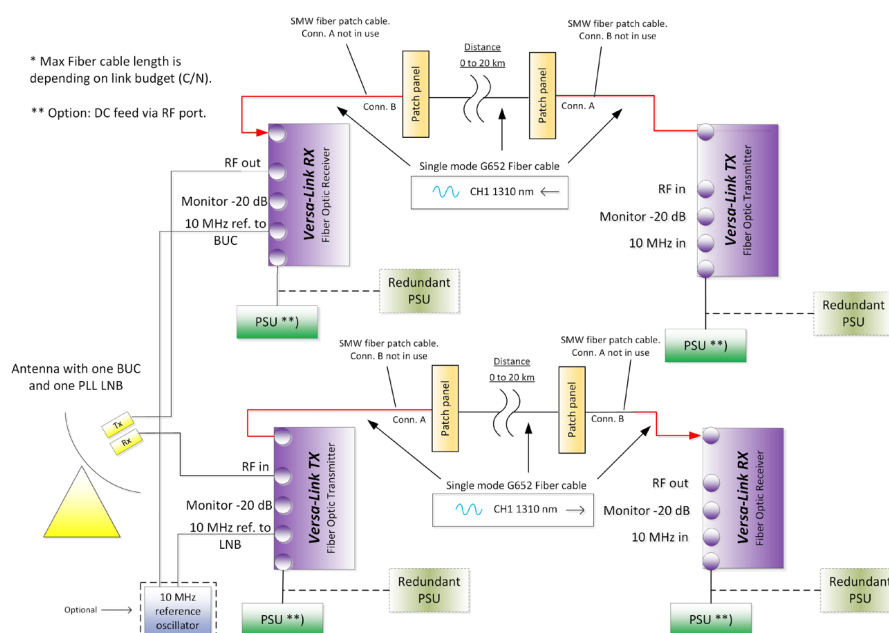 SMW fiber patch cable.
Conn. A not in use
SMW fiber patch cable.
Conn. B not in use
* Max Fiber cable length is
depending on link budget (C/N).
** Option: DC feed via RF port.
Distance
0 to 20 km
Conn. B
Patch panel
Patch panel
Conn. A
Single mode G652 Fiber cable
CH1 1310 nm
RF out
Monitor -20 dB
10 MHz ref. to
BUC
Versa-Link RX
Fiber Optic Receiver
RF in
Monitor -20 dB
10 MHz in
Versa-Link TX
Fiber Optic Transmitter
Redundant
PSU
PSU **)
Redundant
PSU
PSU **)
SMW fiber patch cable.
Conn. B not in use
SMW fiber patch cable.
Conn. A not in use
Distance
0 to 20 km
Antenna with one BUC
and one PLL LNB
Tx
Rx
Conn. A
Patch panel
Patch panel
Conn. B
Single mode G652 Fiber cable
CH1 1310 nm
RF in
Monitor -20 dB
10 MHz ref. to
LNB
Versa-Link TX
Fiber Optic Transmitter
RF out
Monitor -20 dB
10 MHz in
Versa-Link RX
Fiber Optic Receiver
Redundant
PSU
Redundant
PSU
Optional
10 MHz
reference
oscillator
PSU **)
PSU **)